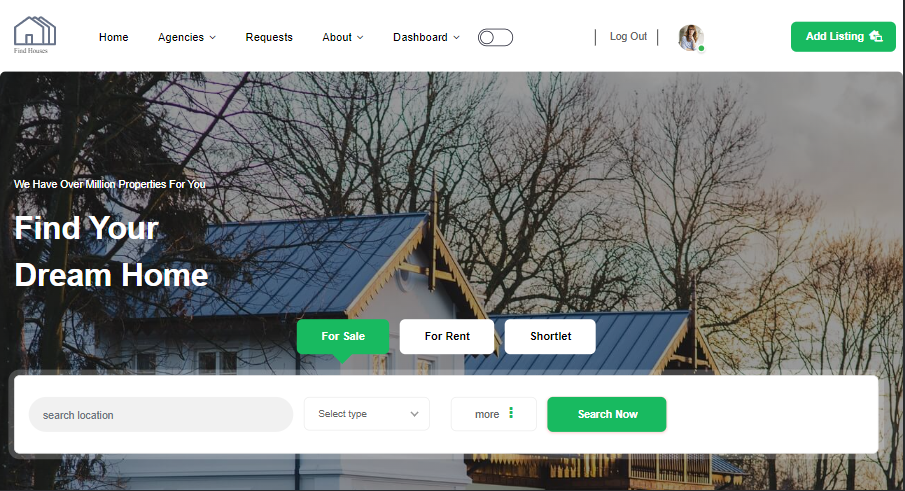 Find Houses
Home
Agencies
Requests
About
Dashboard
Log Out
Add Listing
We Have Over Million Properties For You
Find Your
Dream Home
For Sale
For Rent
Shortlet
search location
Select type
more
Search Now